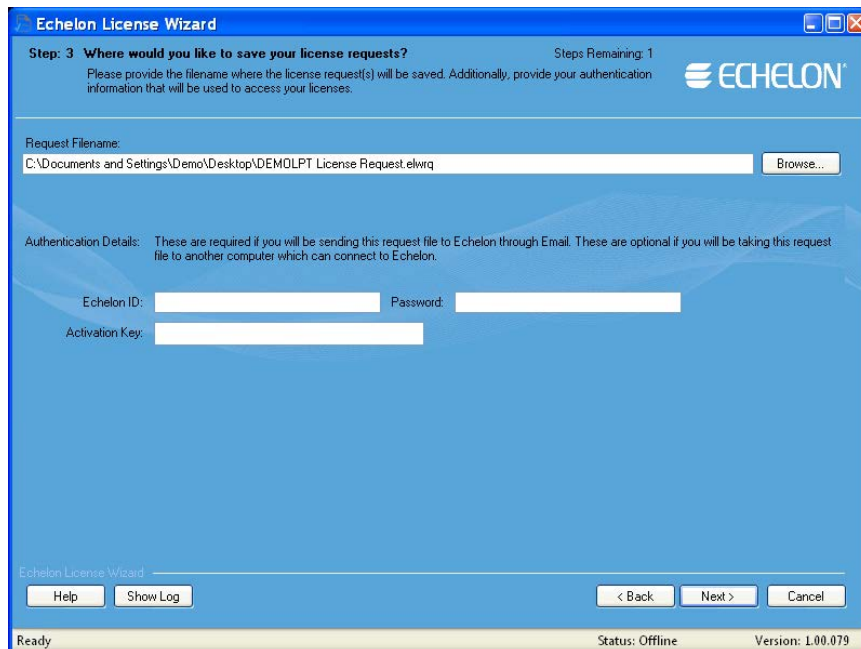 Echelon License Wizard
Step: 3 Where would you like to save your license requests? Steps Remaining: 1
Please provide the filename where the license request(s) will be saved. Additionally, provide your authentication
information that will be used to access your licenses.
ECHELON
Request Filename:
C:\Documents and Settings\Demo\Desktop\DEMOLPT License Request.elwrq Browse...
Authentication Details: These are required if you will be sending this request file to Echelon through Email. These are optional if you will be taking this request
file to another computer which can connect to Echelon.
Echelon ID: Password:
Activation Key:
Echelon License Wizard
Help Show Log < Back Next > Cancel
Ready Status: Offline Version: 1.00.079